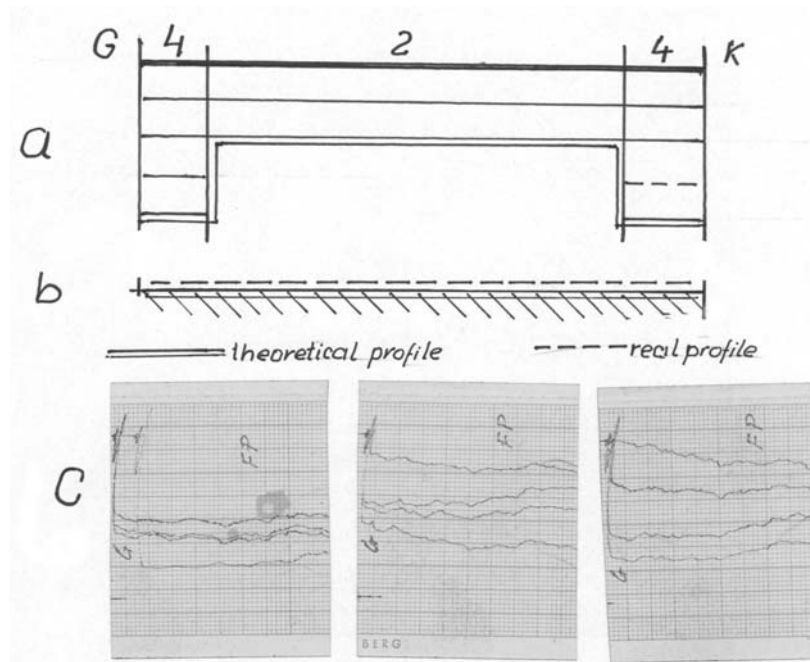 G 4 2 4 K
a
b
theoretical profile real profile
C
FP FP FP
G G G
BERG